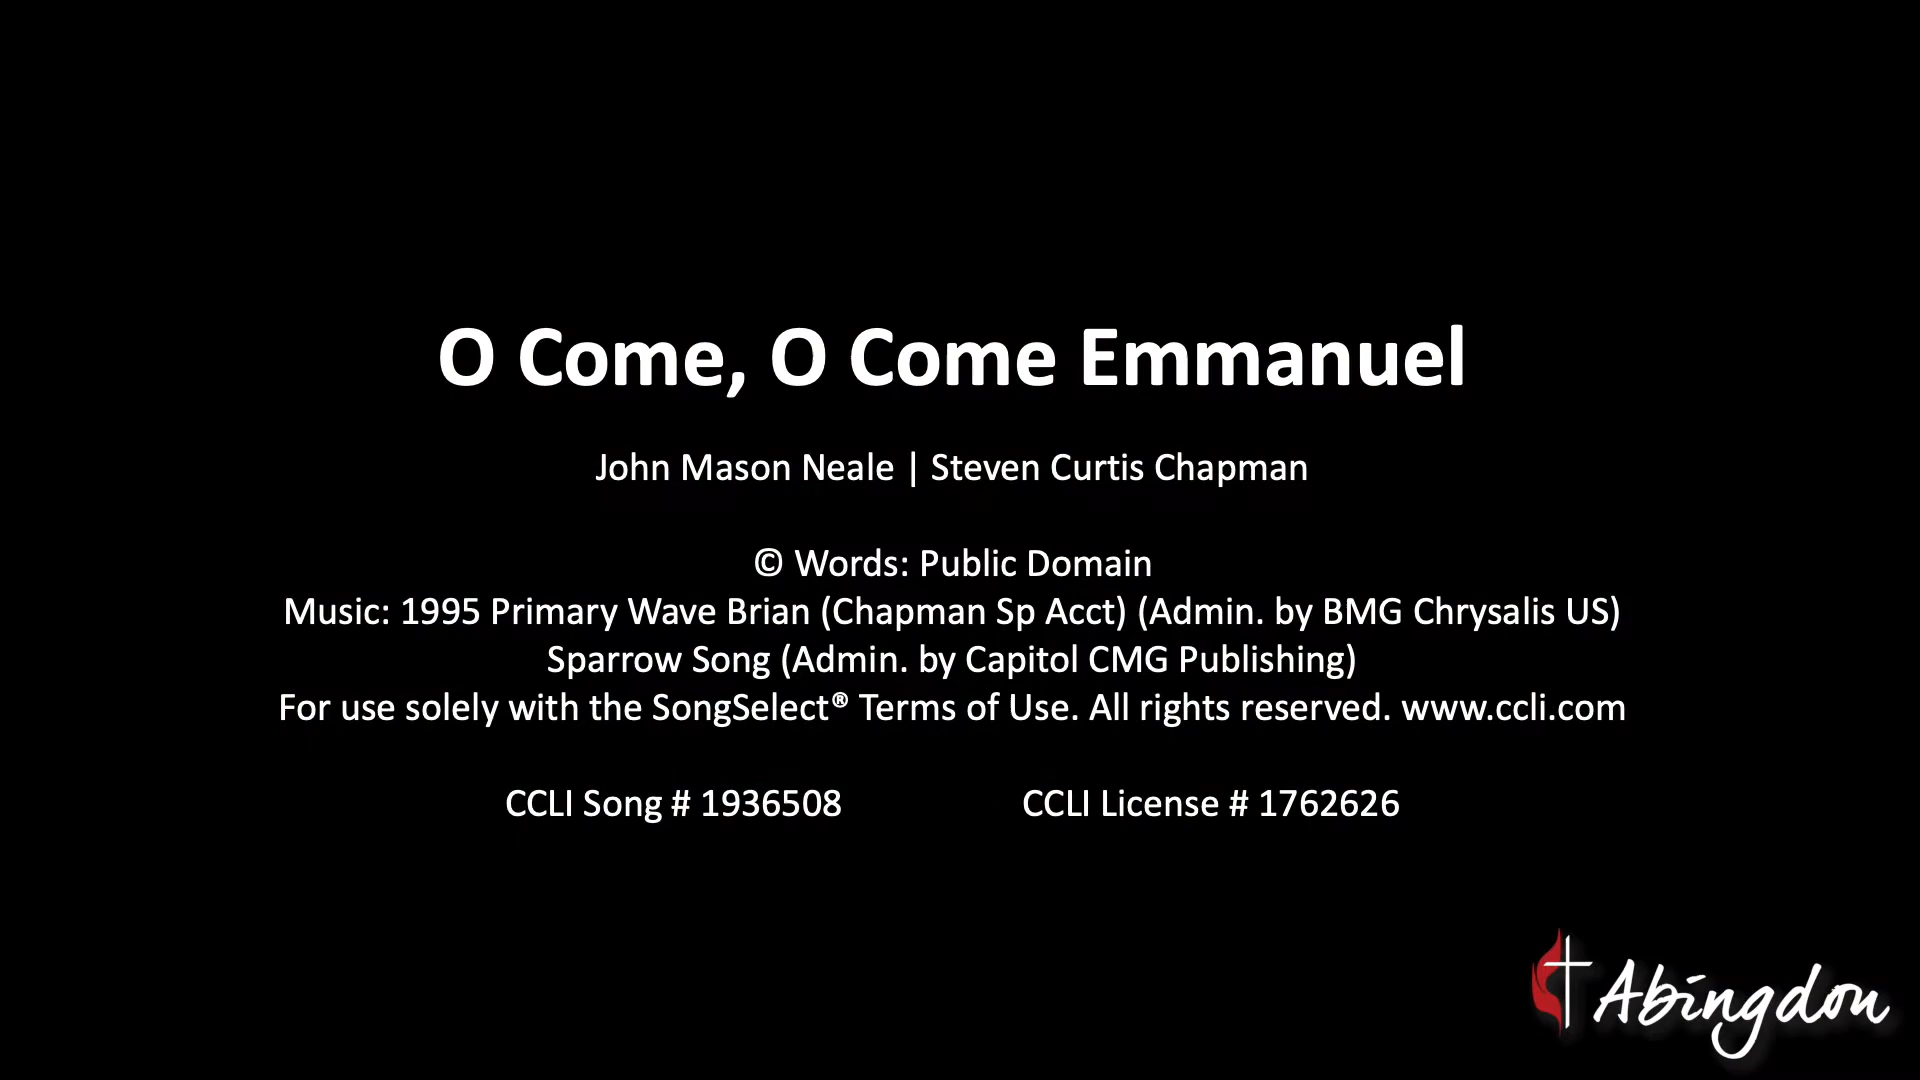 O Come, O Come Emmanuel
John Mason Neale | Steven Curtis Chapman
© Words: Public Domain
Music: 1995 Primary Wave Brian (Chapman Sp Acct) (Admin. by BMG Chrysalis US)
Sparrow Song (Admin. by Capitol CMG Publishing)
For use solely with the SongSelect® Terms of Use. All rights reserved. www.ccli.com
CCLI Song # 1936508 CCLI License # 1762626
Abingdon